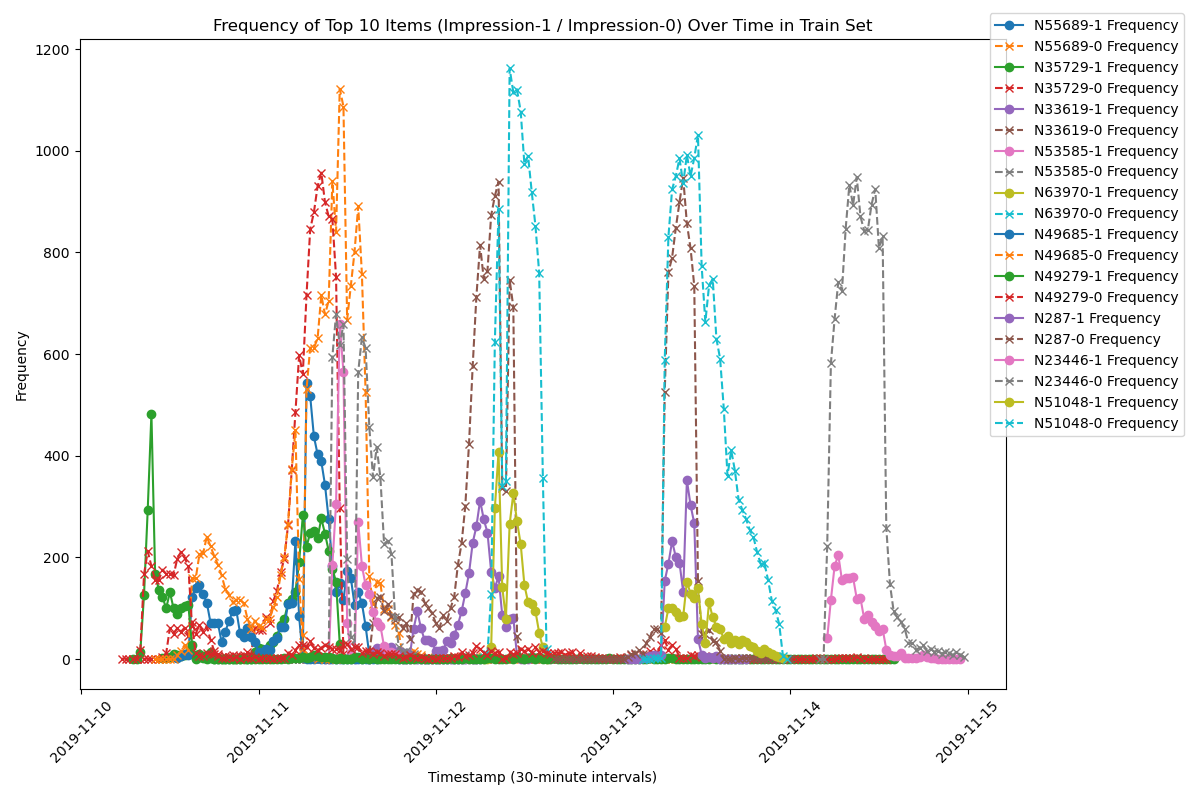 Frequency of Top 10 Items (Impression-1 / Impression-0) Over Time in Train Set
N55689-1 Frequency
N55689-0 Frequency
N35729-1 Frequency
N35729-0 Frequency
N33619-1 Frequency
N33619-0 Frequency
N53585-1 Frequency
N53585-0 Frequency
N63970-1 Frequency
N63970-0 Frequency
N49685-1 Frequency
N49685-0 Frequency
N49279-1 Frequency
N49279-0 Frequency
N287-1 Frequency
N287-0 Frequency
N23446-1 Frequency
N23446-0 Frequency
N51048-1 Frequency
N51048-0 Frequency
Frequency
1200
1000
800
600
400
200
0
2019-11-10
2019-11-11
2019-11-12
2019-11-13
2019-11-14
2019-11-15
Timestamp (30-minute intervals)